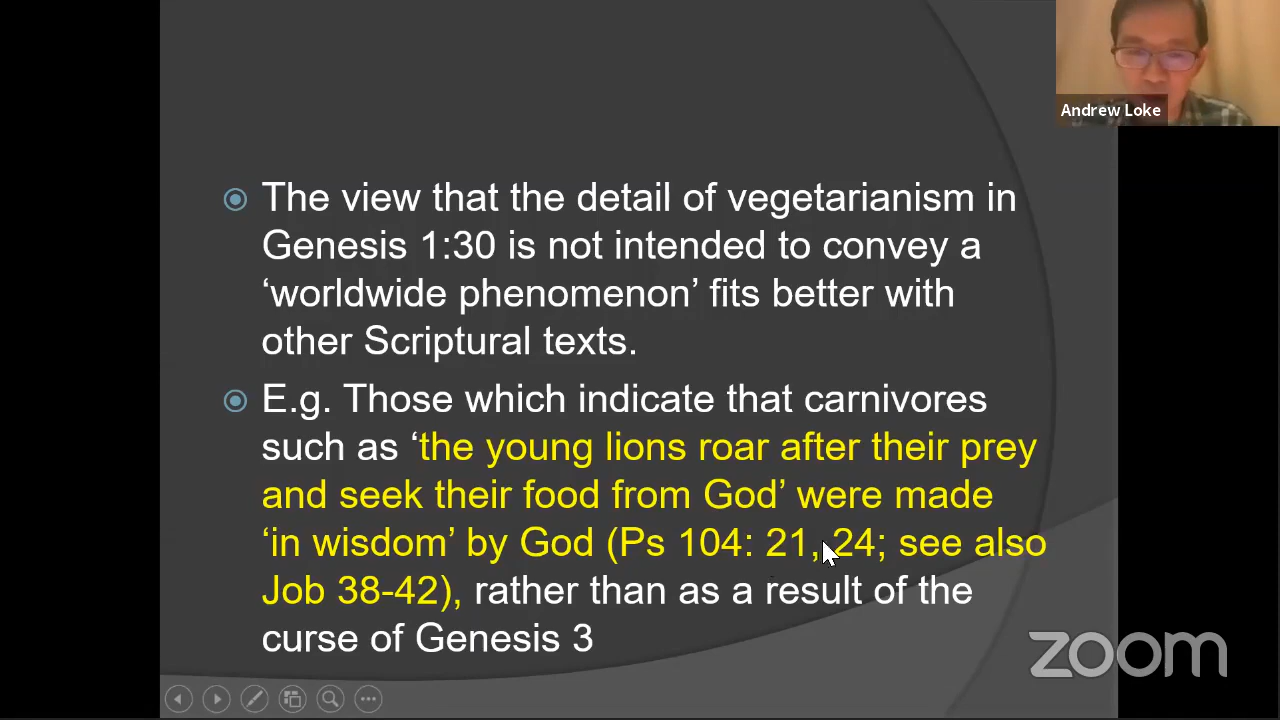 Andrew Loke
The view that the detail of vegetarianism in
Genesis 1:30 is not intended to convey a
‘worldwide phenomenon’ fits better with
other Scriptural texts.
E.g. Those which indicate that carnivores
such as ‘the young lions roar after their prey
and seek their food from God’ were made
‘in wisdom’ by God (Ps 104: 21, 24; see also
Job 38-42), rather than as a result of the
curse of Genesis 3
zoom